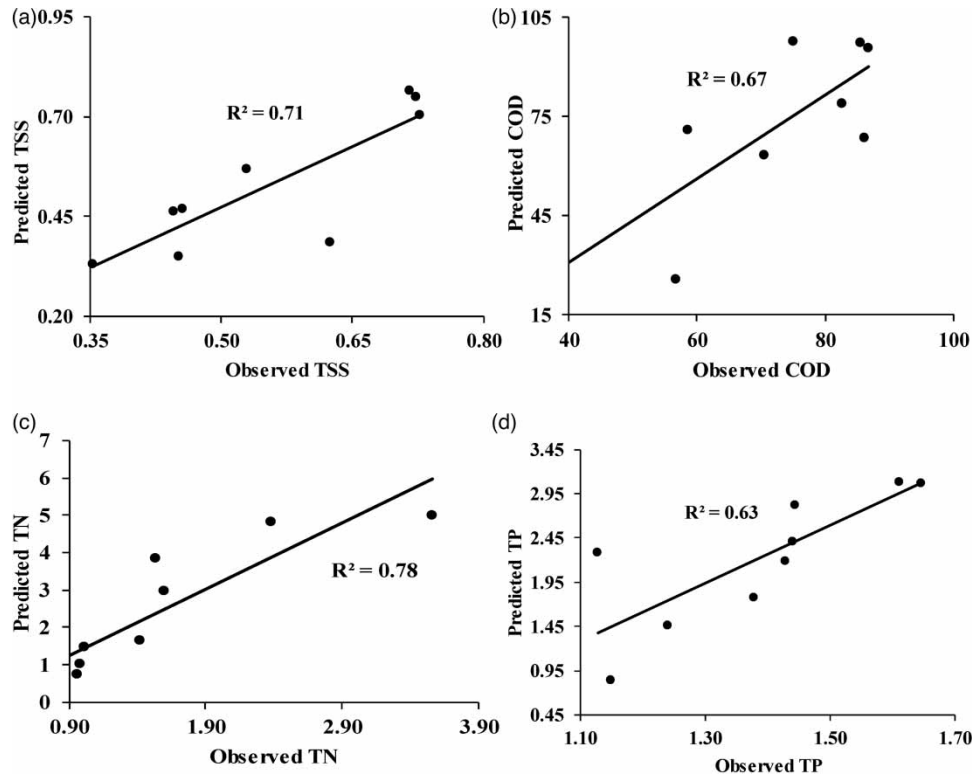 (a)
0.95
0.70
0.45
0.20
Predicted TSS
R² = 0.71
0.35 0.50 0.65 0.80
Observed TSS
(b)
105
75
45
15
Predicted COD
R² = 0.67
40 60 80 100
Observed COD
(c)
7
6
5
4
3
2
1
0
Predicted TN
R² = 0.78
0.90 1.90 2.90 3.90
Observed TN
(d)
3.45
2.95
2.45
1.95
1.45
0.95
0.45
Predicted TP
R² = 0.63
1.10 1.30 1.50 1.70
Observed TP